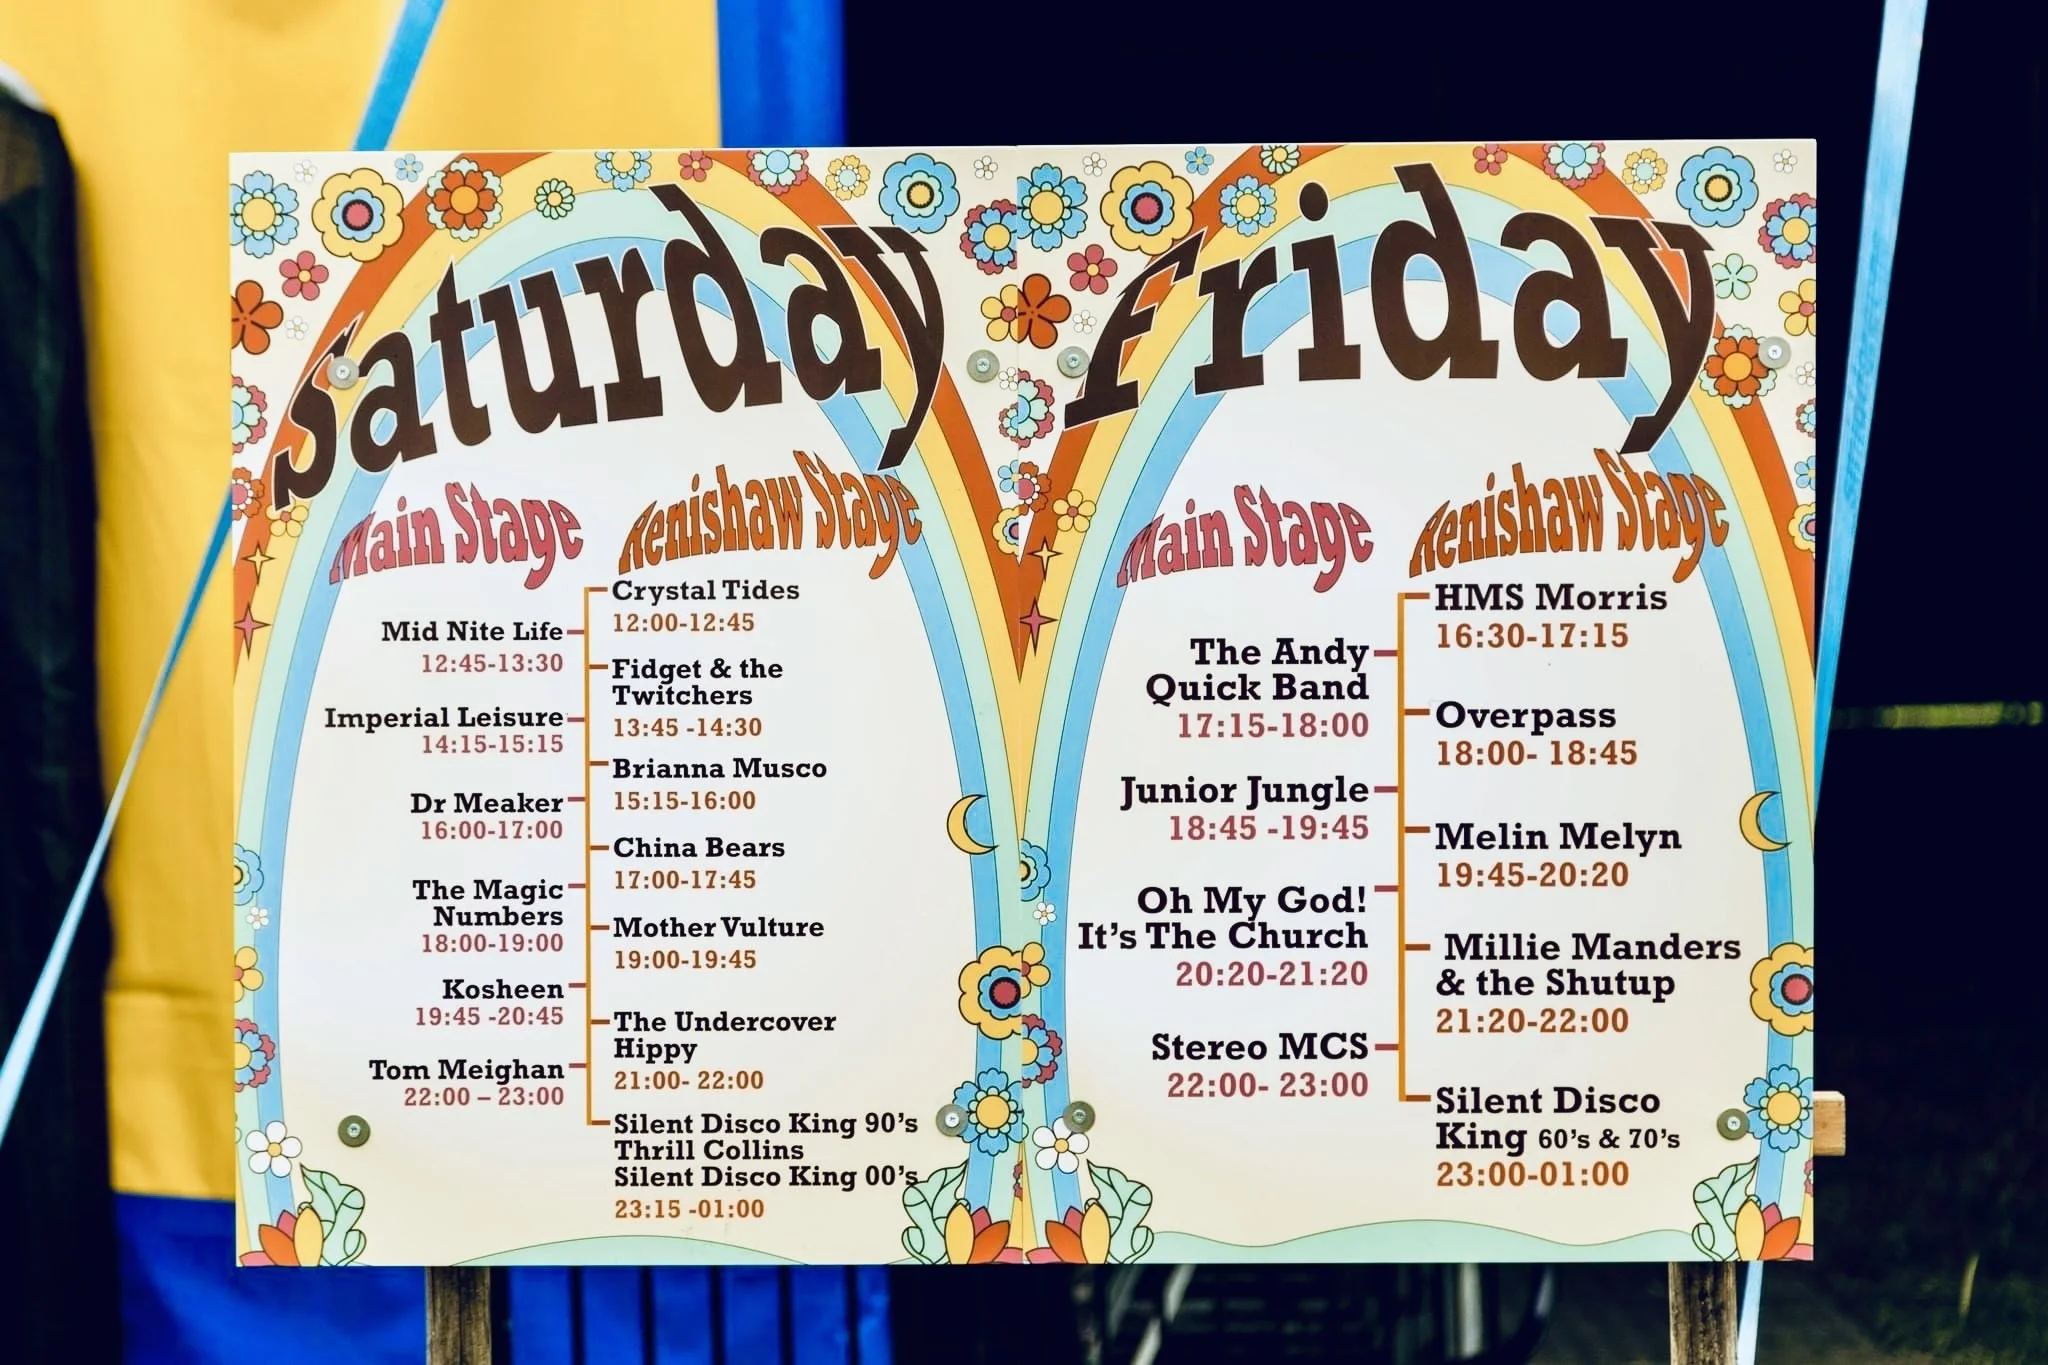 Saturday
Main Stage
Mid Nite Life
12:45-13:30
Imperial Leisure
14:15-15:15
Dr Meaker
16:00-17:00
The Magic
Numbers
18:00-19:00
Kosheen
19:45 -20:45
Tom Meighan
22:00 – 23:00
Renishaw Stage
Crystal Tides
12:00-12:45
Fidget & the
Twitchers
13:45 -14:30
Brianna Musco
15:15-16:00
China Bears
17:00-17:45
Mother Vulture
19:00-19:45
The Undercover
Hippy
21:00- 22:00
Silent Disco King 90's
Thrill Collins
Silent Disco King 00's
23:15 -01:00
Friday
Main Stage
The Andy
Quick Band
17:15-18:00
Junior Jungle
18:45 -19:45
Oh My God!
It's The Church
20:20-21:20
Stereo MCS
22:00- 23:00
Renishaw Stage
HMS Morris
16:30-17:15
Overpass
18:00- 18:45
Melin Melyn
19:45-20:20
Millie Manders
& the Shutup
21:20-22:00
Silent Disco
King 60's & 70's
23:00-01:00